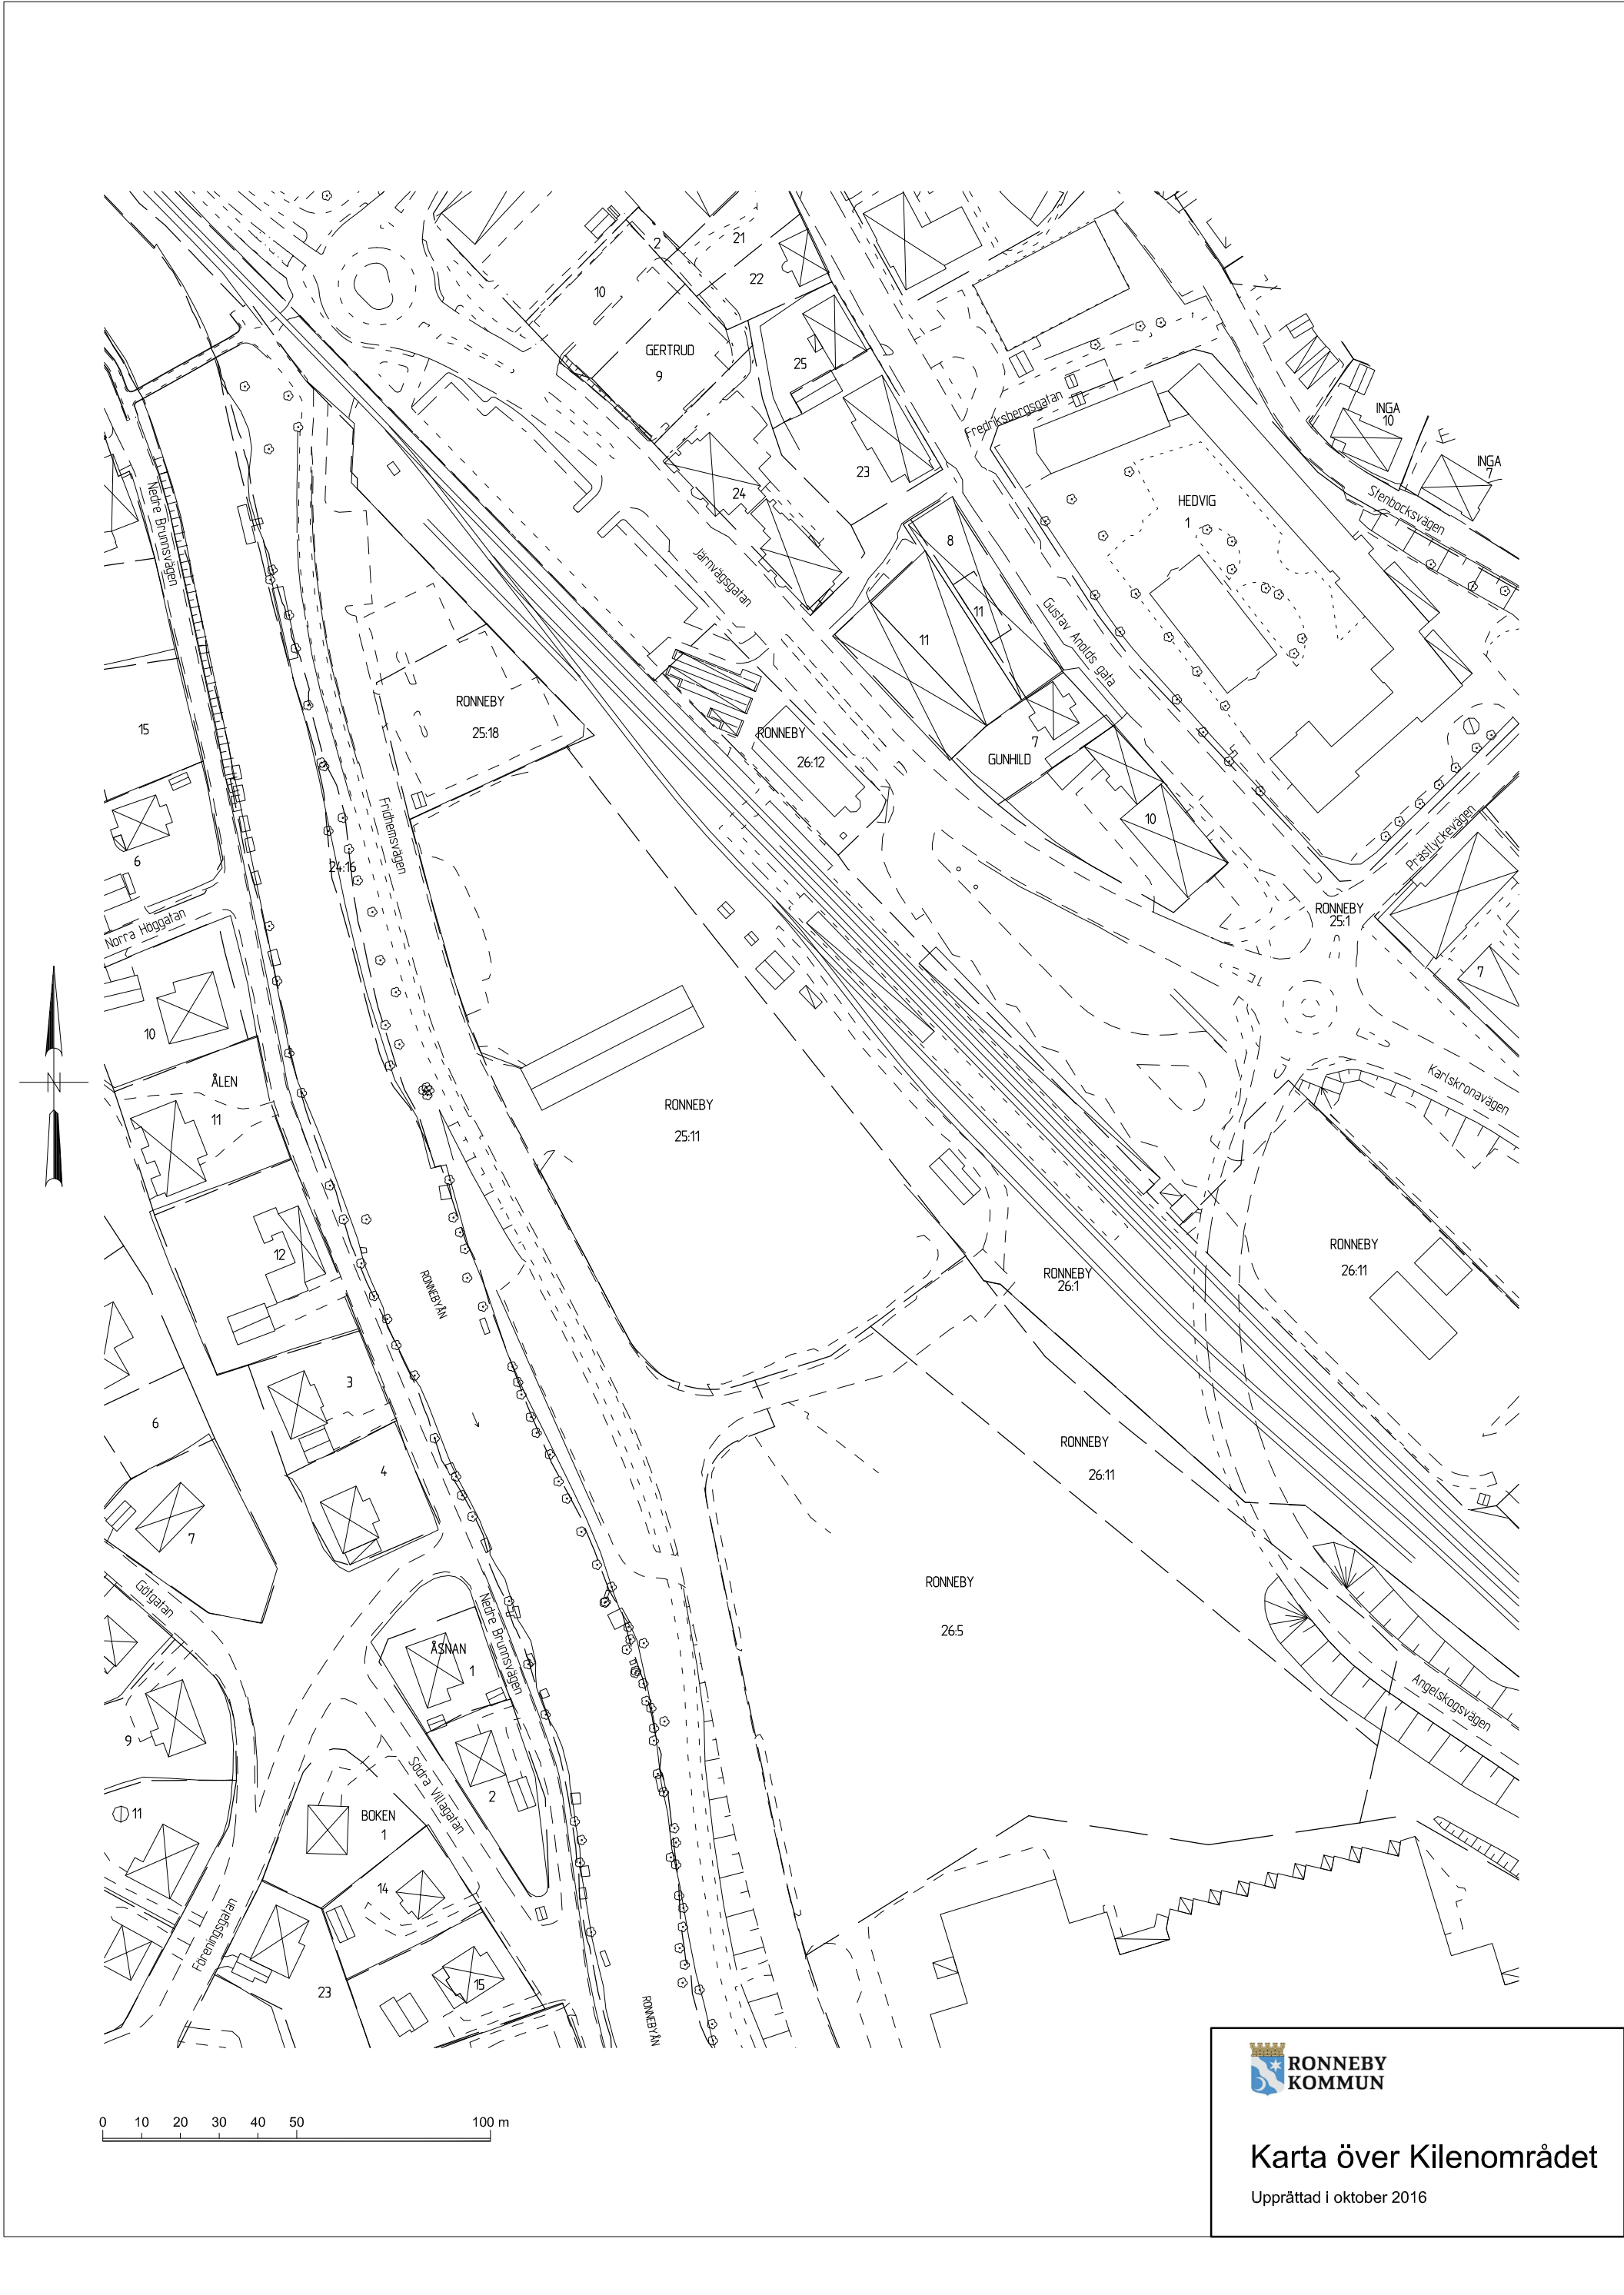 2
21
22
10
GERTRUD
9
25
INGA
10
Fredriksbergsgatan
INGA
7
23
24
HEDVIG
1
Stenbocksvägen
Nedre Brunnsvägen
8
Järnvägsgatan
11
11
Gustav Arnolds gata
RONNEBY
25:18
15
RONNEBY
26:12
7
GUNHILD
10
Fridhemsvägen
Prästlyckevägen
6
24:16
RONNEBY
25:1
Norra Höggatan
7
10
ÅLEN
11
Karlskronavägen
RONNEBY
25:11
N
12
RONNEBY
26:11
RONNEBY
26:1
RONNEBYÅN
3
6
4
RONNEBY
26:11
7
RONNEBY
26:5
Götgatan
Nedre Brunnsvägen
ÅSNAN
1
9
Angelskogsvägen
Södra Villagatan
2
11
BOKEN
1
14
Föreningsgatan
15
23
RONNEBYÅN
0 10 20 30 40 50 100 m
RONNEBY
KOMMUN
Karta över Kilenområdet
Upprättad i oktober 2016